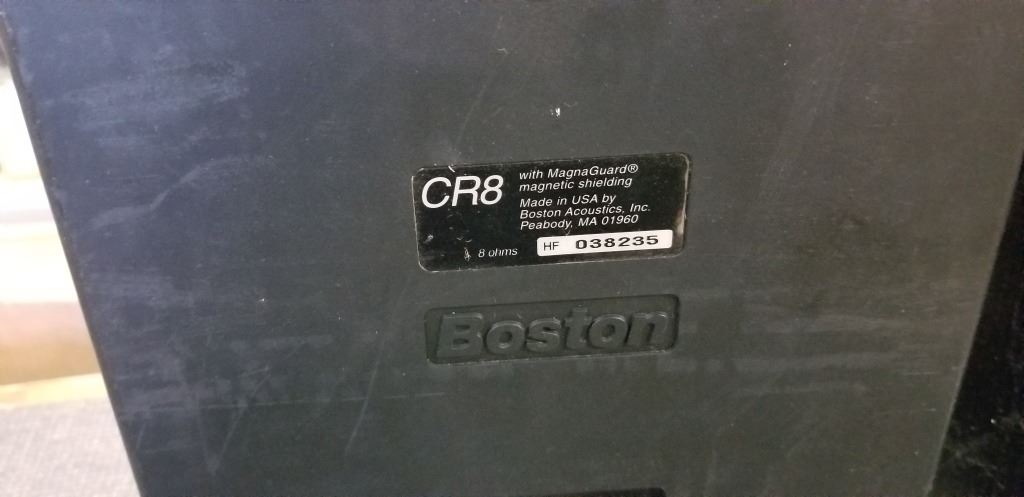 CR8
with MagnaGuard®
magnetic shielding
Made in USA by
Boston Acoustics, Inc.
Peabody, MA 01960
8 ohms
HF 038235
Boston